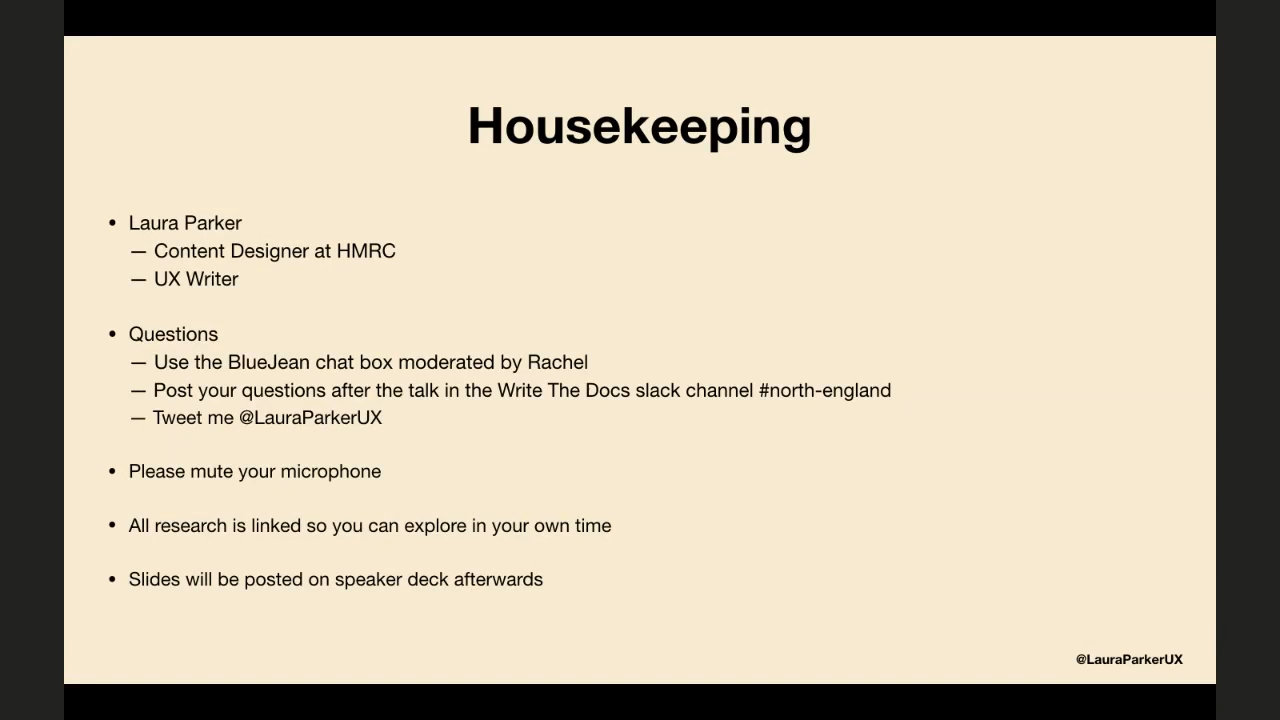 Housekeeping
• Laura Parker
— Content Designer at HMRC
— UX Writer
• Questions
— Use the BlueJean chat box moderated by Rachel
— Post your questions after the talk in the Write The Docs slack channel #north-england
— Tweet me @LauraParkerUX
• Please mute your microphone
• All research is linked so you can explore in your own time
• Slides will be posted on speaker deck afterwards
@LauraParkerUX